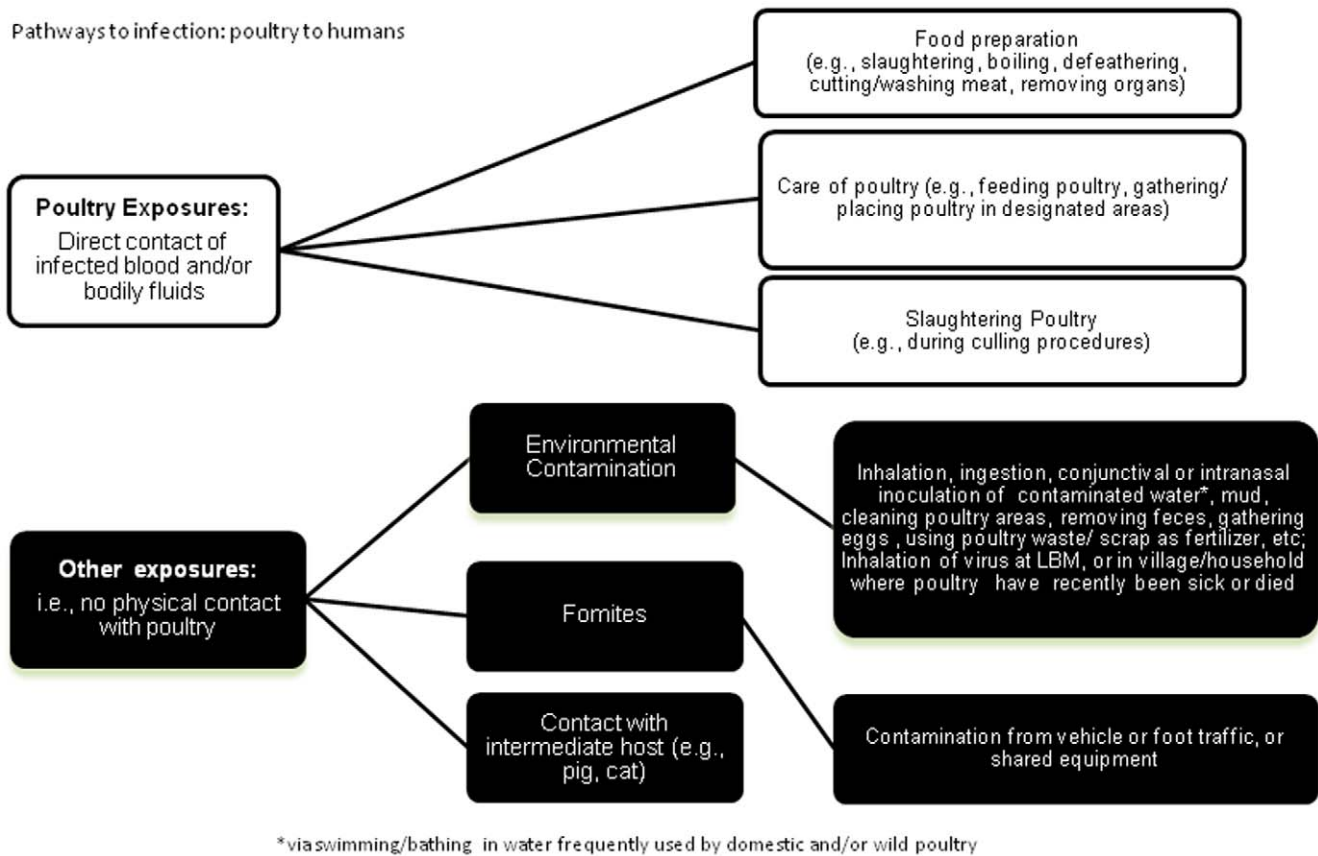 Pathways to infection: poultry to humans
Food preparation
(e.g., slaughtering, boiling, defeathering,
cutting/washing meat, removing organs)
Poultry Exposures:
Direct contact of
infected blood and/or
bodily fluids
Care of poultry (e.g., feeding poultry, gathering/
placing poultry in designated areas)
Slaughtering Poultry
(e.g., during culling procedures)
Other exposures:
i.e., no physical contact
with poultry
Environmental
Contamination
Inhalation, ingestion, conjunctival or intranasal
inoculation of contaminated water*, mud,
cleaning poultry areas, removing feces, gathering
eggs , using poultry waste/ scrap as fertilizer, etc;
Inhalation of virus at LBM, or in village/household
where poultry have recently been sick or died
Fomites
Contamination from vehicle or foot traffic, or
shared equipment
Contact with
intermediate host (e.g.,
pig, cat)
*via swimming/bathing in water frequently used by domestic and/or wild poultry